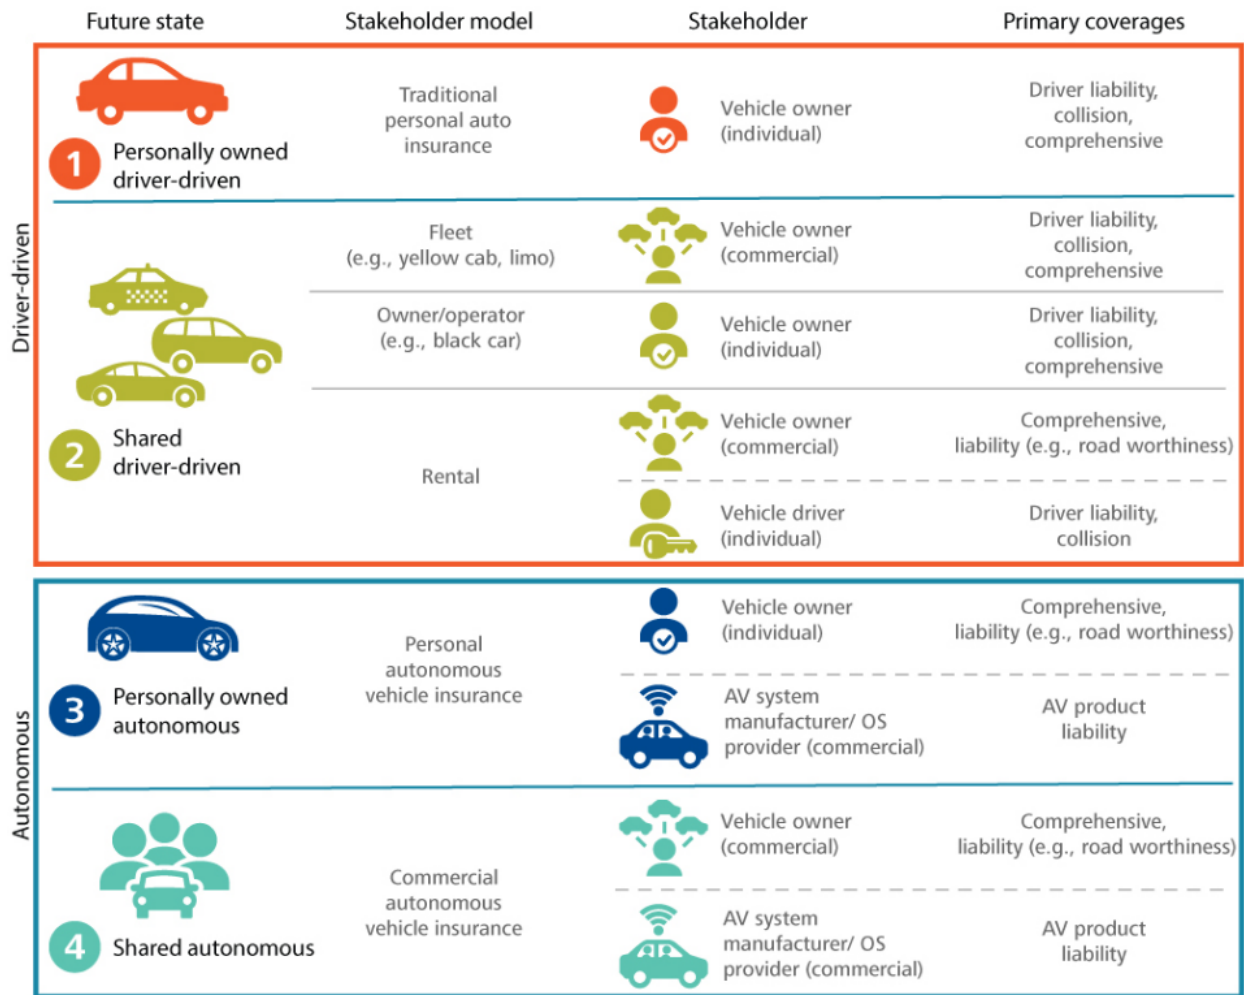 Future state
Stakeholder model
Stakeholder
Primary coverages
Driver-driven
1
Personally owned
driver-driven
Traditional
personal auto
insurance
Vehicle owner
(individual)
Driver liability,
collision,
comprehensive
2
Shared
driver-driven
Fleet
(e.g., yellow cab, limo)
Vehicle owner
(commercial)
Driver liability,
collision,
comprehensive
Owner/operator
(e.g., black car)
Vehicle owner
(individual)
Driver liability,
collision,
comprehensive
Rental
Vehicle owner
(commercial)
Comprehensive,
liability (e.g., road worthiness)
Vehicle driver
(individual)
Driver liability,
collision
Autonomous
3
Personally owned
autonomous
Personal
autonomous
vehicle insurance
Vehicle owner
(individual)
Comprehensive,
liability (e.g., road worthiness)
AV system
manufacturer/ OS
provider (commercial)
AV product
liability
4
Shared autonomous
Commercial
autonomous
vehicle insurance
Vehicle owner
(commercial)
Comprehensive,
liability (e.g., road worthiness)
AV system
manufacturer/ OS
provider (commercial)
AV product
liability